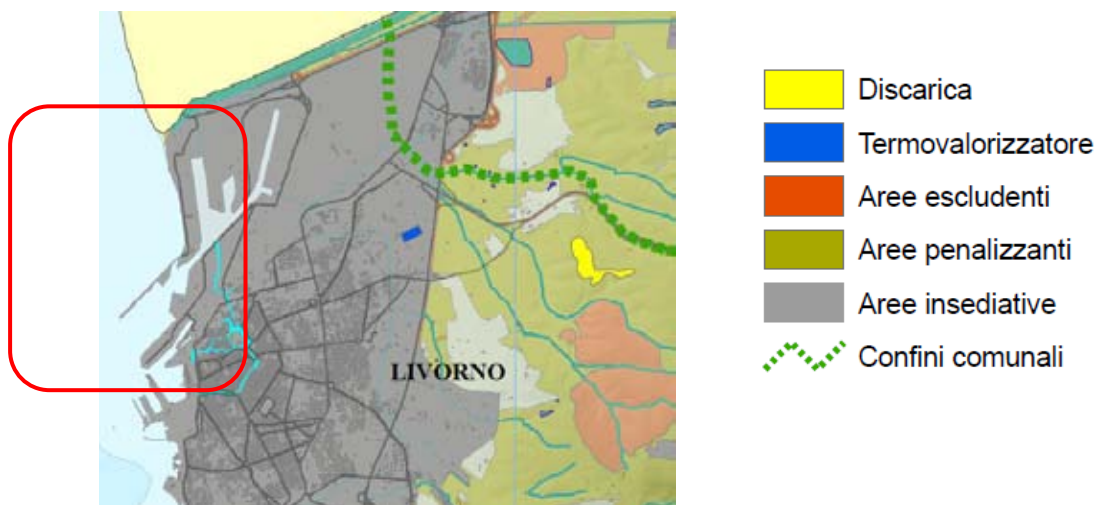 LIVORNO
Discarica
Termovalorizzatore
Aree escludenti
Aree penalizzanti
Aree insediative
Confini comunali